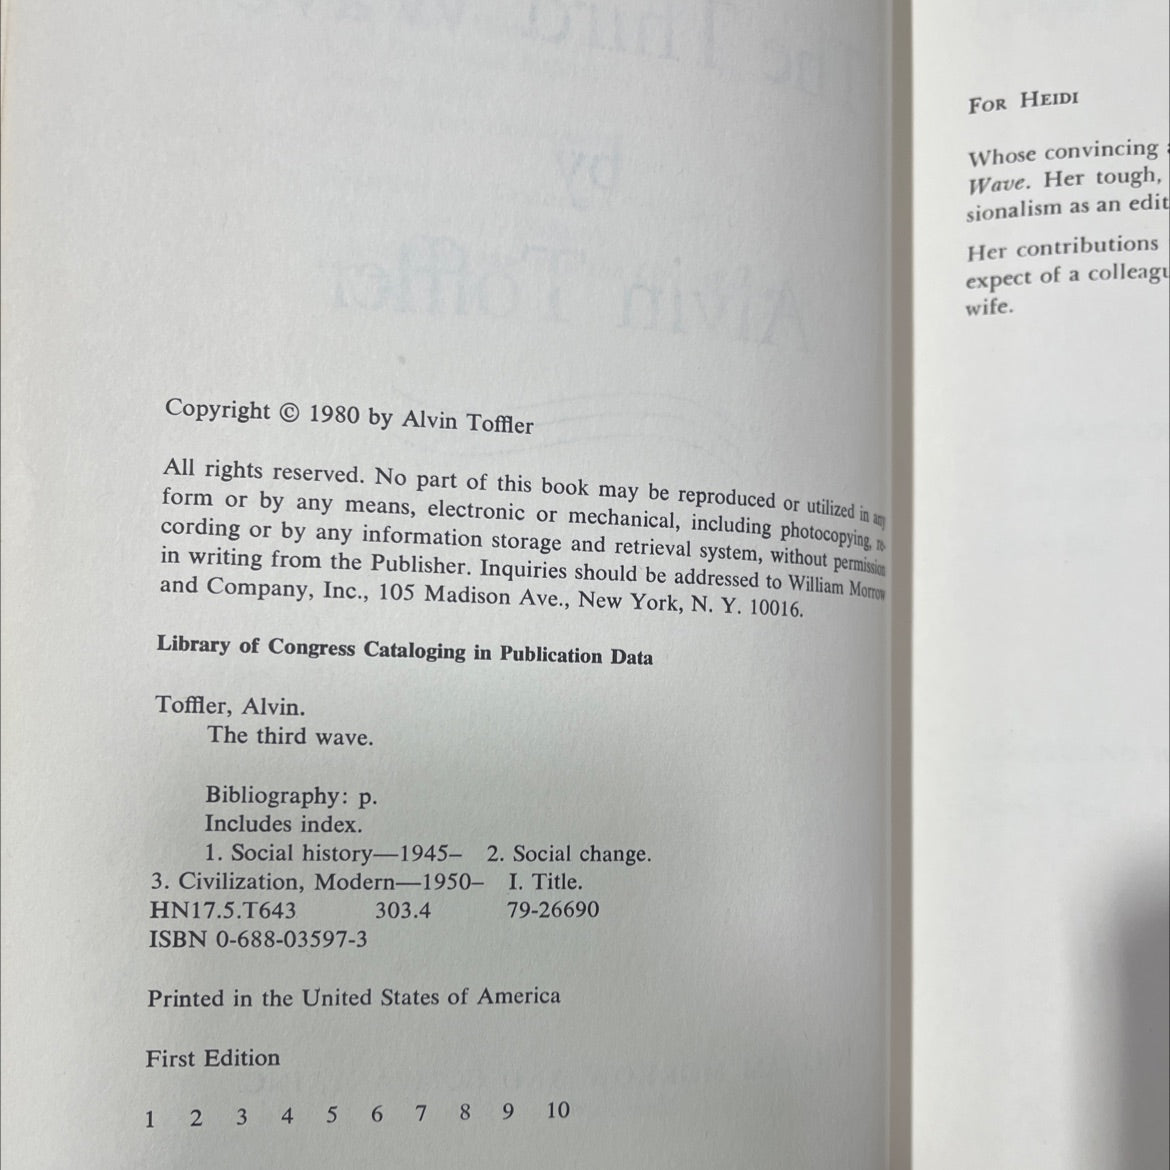 Copyright © 1980 by Alvin Toffler
All rights reserved. No part of this book may be reproduced or utilized in any
form or by any means, electronic or mechanical, including photocopying, re-
cording or by any information storage and retrieval system, without permission
in writing from the Publisher. Inquiries should be addressed to William Morrow
and Company, Inc., 105 Madison Ave., New York, N. Y. 10016.
Library of Congress Cataloging in Publication Data
Toffler, Alvin.
The third wave.
Bibliography: p.
Includes index.
1. Social history—1945– 2. Social change.
3. Civilization, Modern—1950– I. Title.
HN17.5.T643 303.4 79-26690
ISBN 0-688-03597-3
Printed in the United States of America
First Edition
1 2 3 4 5 6 7 8 9 10
FOR HEIDI
Whose convincing
Wave. Her tough,
sionalism as an edit
Her contributions
expect of a colleagu
wife.